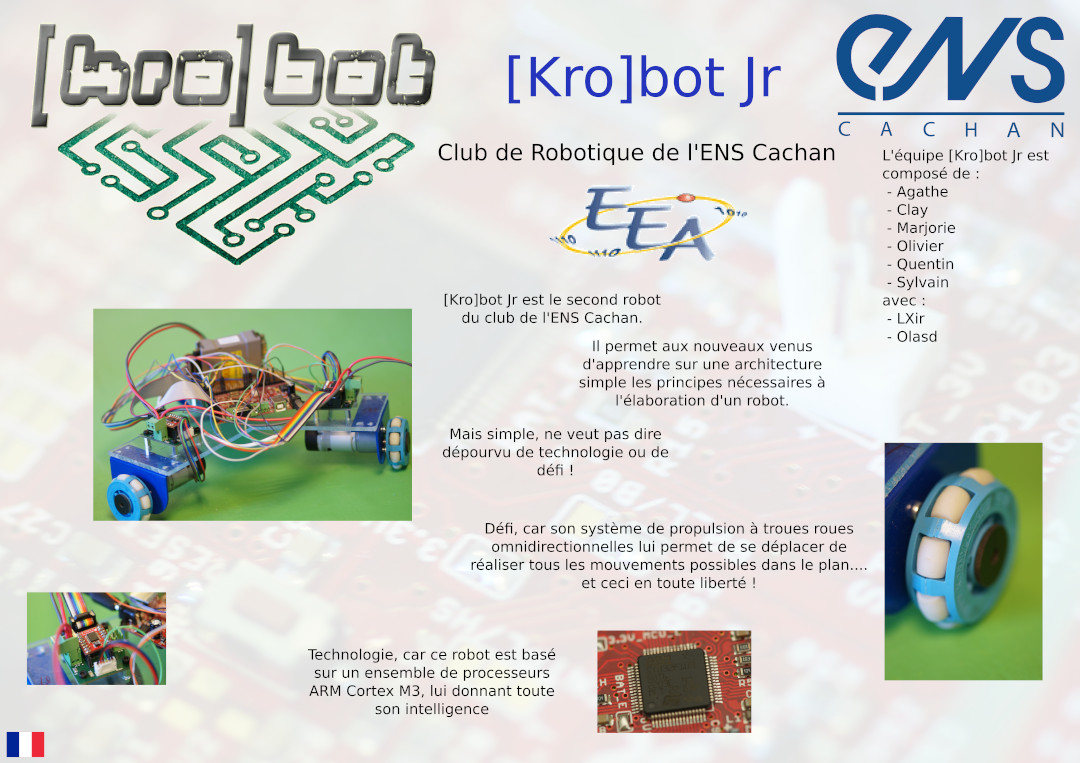 [kro]bot
[Kro]bot Jr
ens
CACHAN
Club de Robotique de l'ENS Cachan
EEA
1010
1110
1110
L'équipe [Kro]bot Jr est
composé de :
- Agathe
- Clay
- Marjorie
- Olivier
- Quentin
- Sylvain
avec :
- LXir
- Olasd
[Kro]bot Jr est le second robot
du club de l'ENS Cachan.
Il permet aux nouveaux venus
d'apprendre sur une architecture
simple les principes nécessaires à
l'élaboration d'un robot.
Mais simple, ne veut pas dire
dépourvu de technologie ou de
défi !
Défi, car son système de propulsion à troues roues
omnidirectionnelles lui permet de se déplacer de
réaliser tous les mouvements possibles dans le plan....
et ceci en toute liberté !
Technologie, car ce robot est basé
sur un ensemble de processeurs
ARM Cortex M3, lui donnant toute
son intelligence
3.3V_MCU_L
BAT_E